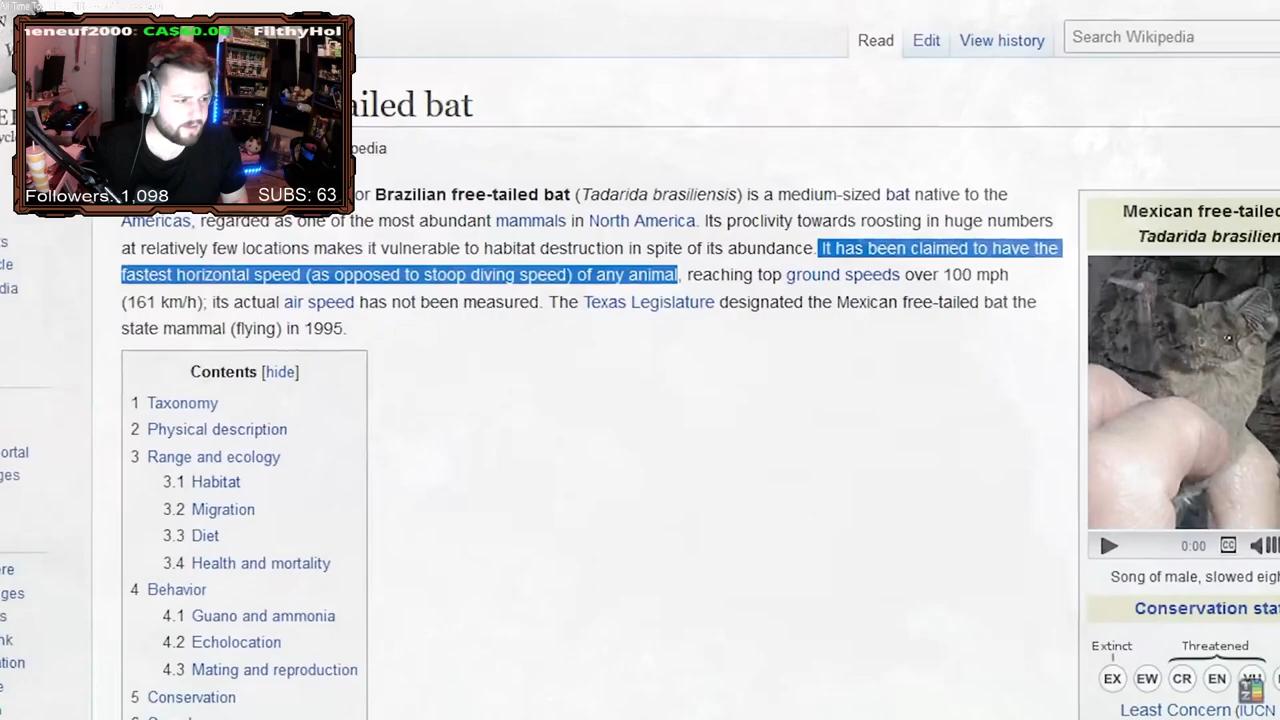 Read Edit View history Search Wikipedia
neneuf2000: CA$60.00 FilthyHol
ailed bat
pedia
Followers: 1,098 SUBS: 63
or Brazilian free-tailed bat (Tadarida brasiliensis) is a medium-sized bat native to the
Americas, regarded as one of the most abundant mammals in North America. Its proclivity towards roosting in huge numbers
at relatively few locations makes it vulnerable to habitat destruction in spite of its abundance. It has been claimed to have the
fastest horizontal speed (as opposed to stoop diving speed) of any animal, reaching top ground speeds over 100 mph
(161 km/h); its actual air speed has not been measured. The Texas Legislature designated the Mexican free-tailed bat the
state mammal (flying) in 1995.
Contents [hide]
1 Taxonomy
2 Physical description
3 Range and ecology
3.1 Habitat
3.2 Migration
3.3 Diet
3.4 Health and mortality
4 Behavior
4.1 Guano and ammonia
4.2 Echolocation
4.3 Mating and reproduction
5 Conservation
Mexican free-tailed
Tadarida brasilien
0:00 CC
Song of male, slowed eigh
Conservation stat
Extinct Threatened
EX EW CR EN VU
Least Concern (IUCN